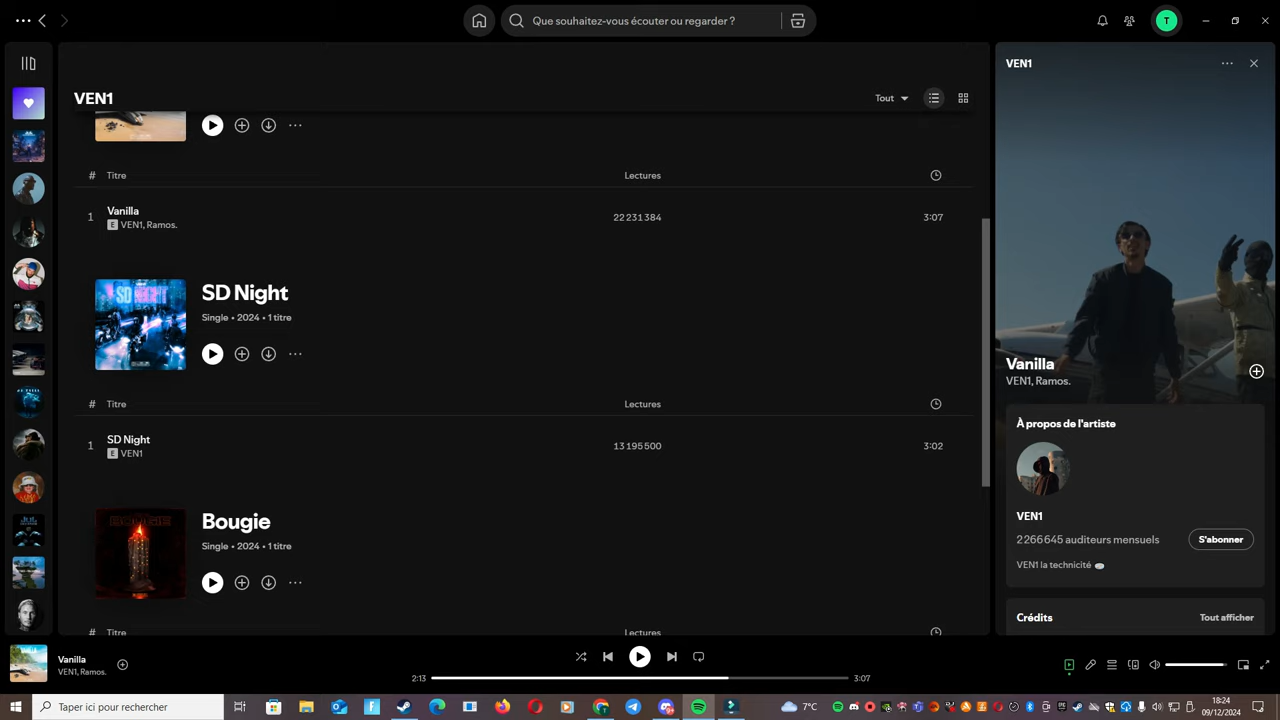 Que souhaitez-vous écouter ou regarder ?
T
VEN1
Tout
# Titre Lectures
1 Vanilla 22 231 384 3:07
E VEN1, Ramos.
SD NIGHT
SD Night
Single • 2024 • 1 titre
# Titre Lectures
1 SD Night 13 195 500 3:02
E VEN1
BOUGIE
Bougie
Single • 2024 • 1 titre
# Titre Lectures
VEN1
Vanilla
VEN1, Ramos.
À propos de l'artiste
VEN1
2 266 645 auditeurs mensuels
S'abonner
VEN1 la technicité
Crédits
Tout afficher
Vanilla
VEN1, Ramos.
2:13
3:07
Taper ici pour rechercher
7°C
18:24
09/12/2024